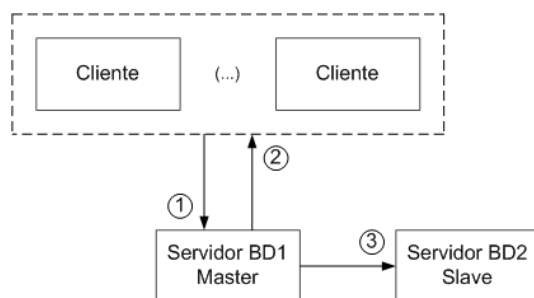 Cliente (...) Cliente
②
①
③
Servidor BD1
Master
Servidor BD2
Slave